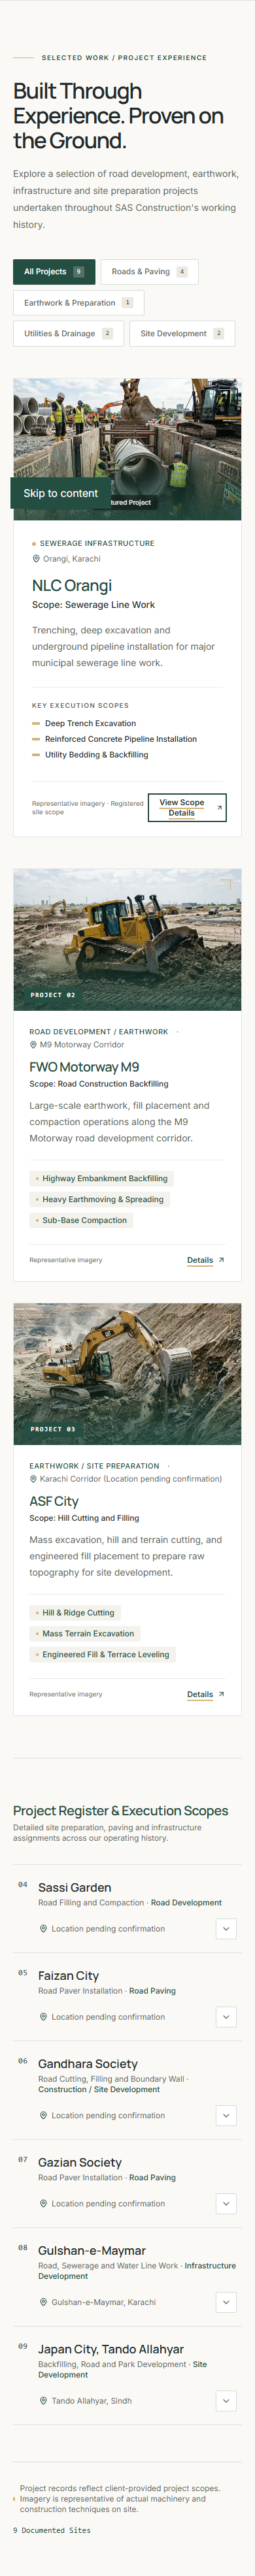 SELECTED WORK / PROJECT EXPERIENCE
Built Through
Experience. Proven on
the Ground.
Explore a selection of road development, earthwork,
infrastructure and site preparation projects
undertaken throughout SAS Construction's working
history.
All Projects 9
Roads & Paving 4
Earthwork & Preparation 1
Utilities & Drainage 2
Site Development 2
Skip to content
tured Project
SEWERAGE INFRASTRUCTURE
Orangi, Karachi
NLC Orangi
Scope: Sewerage Line Work
Trenching, deep excavation and
underground pipeline installation for major
municipal sewerage line work.
KEY EXECUTION SCOPES
Deep Trench Excavation
Reinforced Concrete Pipeline Installation
Utility Bedding & Backfilling
Representative imagery · Registered
site scope
View Scope
Details
PROJECT 02
ROAD DEVELOPMENT / EARTHWORK ·
M9 Motorway Corridor
FWO Motorway M9
Scope: Road Construction Backfilling
Large-scale earthwork, fill placement and
compaction operations along the M9
Motorway road development corridor.
Highway Embankment Backfilling
Heavy Earthmoving & Spreading
Sub-Base Compaction
Representative imagery
Details
PROJECT 03
EARTHWORK / SITE PREPARATION ·
Karachi Corridor (Location pending confirmation)
ASF City
Scope: Hill Cutting and Filling
Mass excavation, hill and terrain cutting, and
engineered fill placement to prepare raw
topography for site development.
Hill & Ridge Cutting
Mass Terrain Excavation
Engineered Fill & Terrace Leveling
Representative imagery
Details
Project Register & Execution Scopes
Detailed site preparation, paving and infrastructure
assignments across our operating history.
04 Sassi Garden
Road Filling and Compaction · Road Development
Location pending confirmation
05 Faizan City
Road Paver Installation · Road Paving
Location pending confirmation
06 Gandhara Society
Road Cutting, Filling and Boundary Wall ·
Construction / Site Development
Location pending confirmation
07 Gazian Society
Road Paver Installation · Road Paving
Location pending confirmation
08 Gulshan-e-Maymar
Road, Sewerage and Water Line Work · Infrastructure
Development
Gulshan-e-Maymar, Karachi
09 Japan City, Tando Allahyar
Backfilling, Road and Park Development · Site
Development
Tando Allahyar, Sindh
Project records reflect client-provided project scopes.
Imagery is representative of actual machinery and
construction techniques on site.
9 Documented Sites